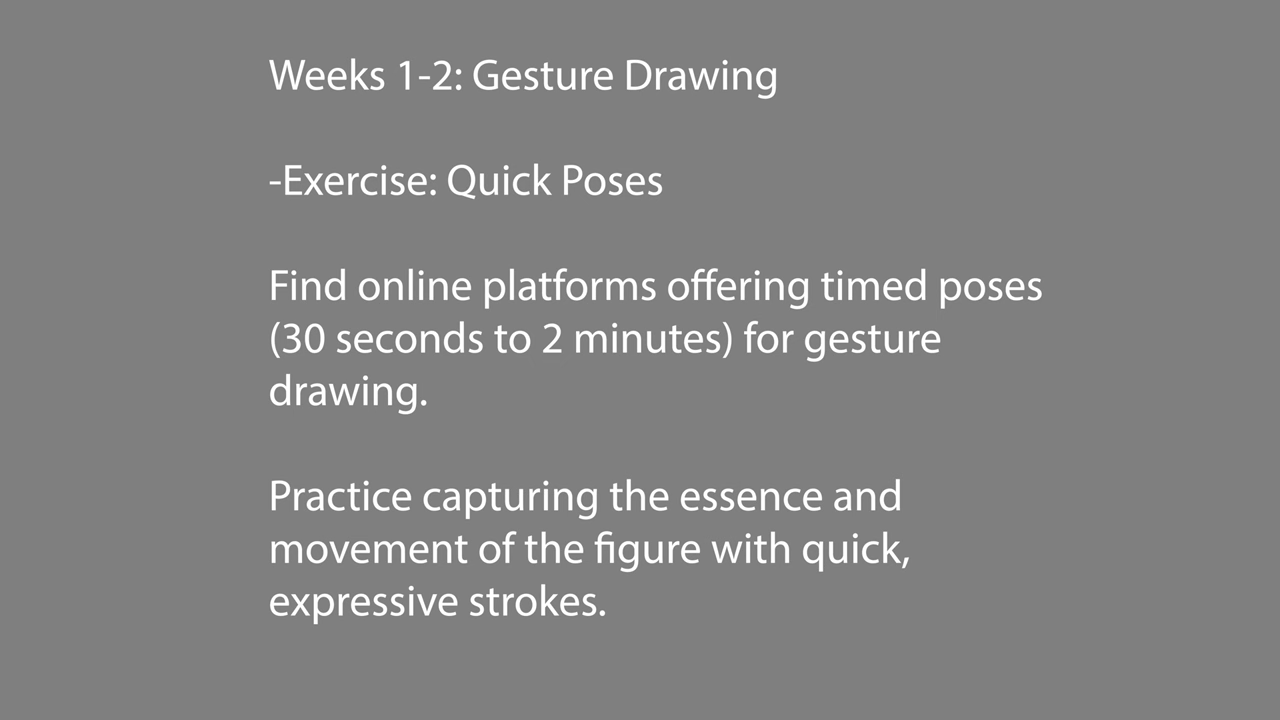 Weeks 1-2: Gesture Drawing
-Exercise: Quick Poses
Find online platforms offering timed poses
(30 seconds to 2 minutes) for gesture
drawing.
Practice capturing the essence and
movement of the figure with quick,
expressive strokes.